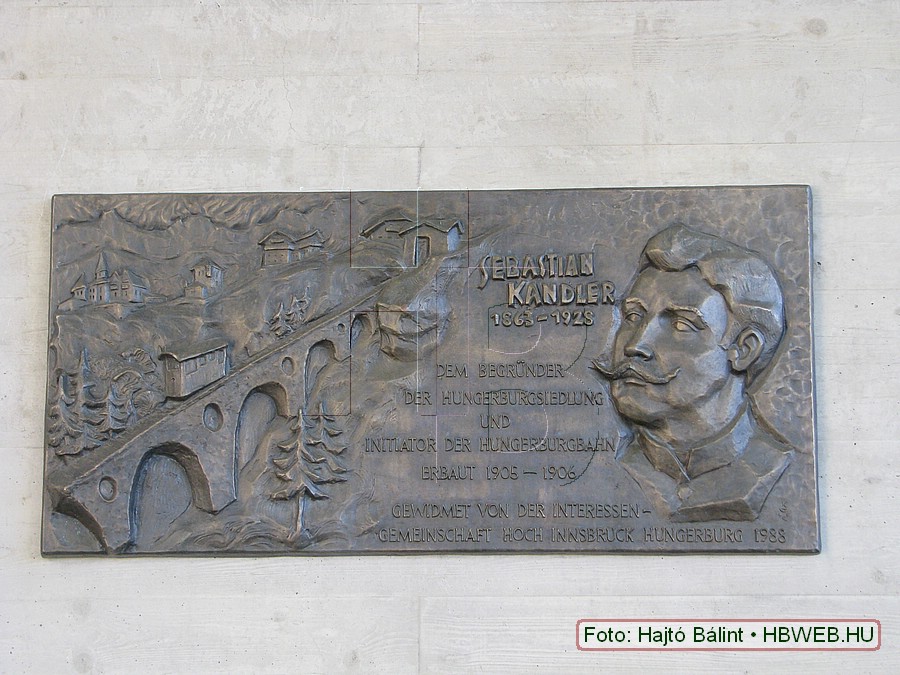 SEBASTIAN
KANDLER
1863-1928
DEM BEGRÜNDER
DER HUNGERBURGSIEDLUNG
UND
INITIATOR DER HUNGERBURGBAHN
ERBAUT 1905-1906
GEWIDMET VON DER INTERESSEN-
GEMEINSCHAFT HOCH INNSBRUCK HUNGERBURG 1988
Foto: Hajtó Bálint • HBWEB.HU